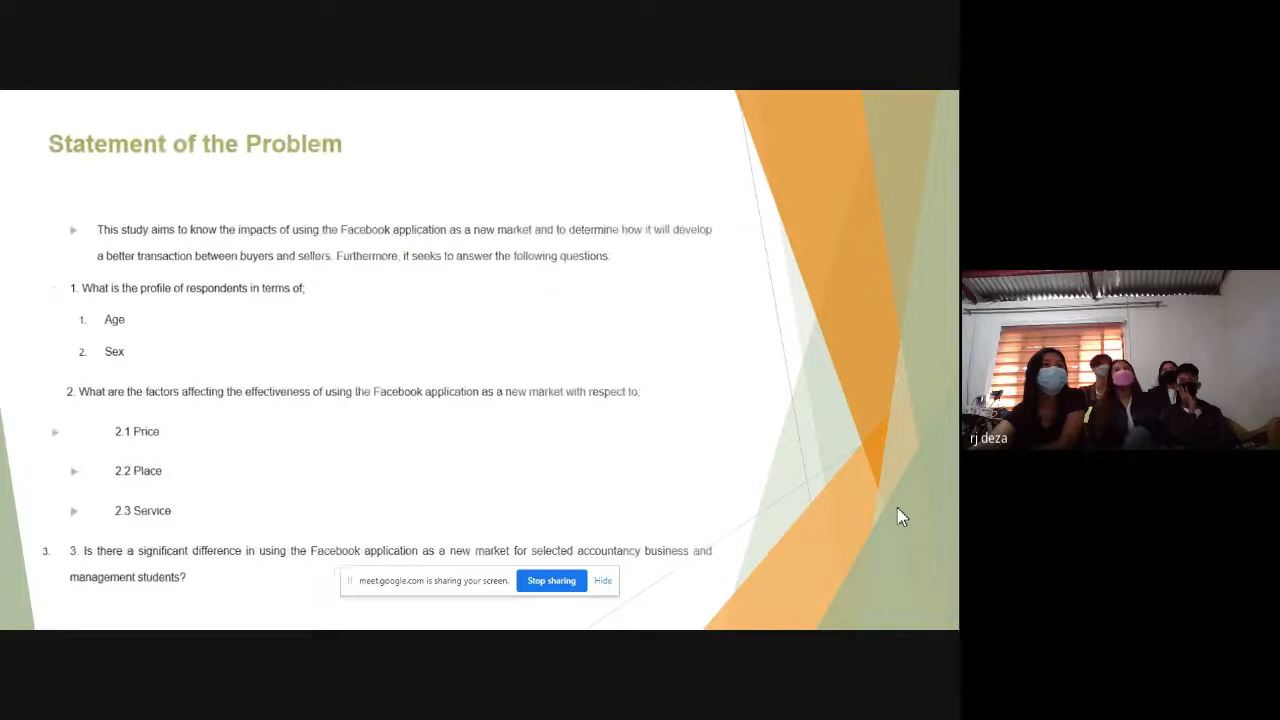 Statement of the Problem
This study aims to know the impacts of using the Facebook application as a new market and to determine how it will develop
a better transaction between buyers and sellers. Furthermore, it seeks to answer the following questions.
1. What is the profile of respondents in terms of;
1. Age
2. Sex
2. What are the factors affecting the effectiveness of using the Facebook application as a new market with respect to;
2.1 Price
2.2 Place
2.3 Service
3. 3. Is there a significant difference in using the Facebook application as a new market for selected accountancy business and
management students?
meet.google.com is sharing your screen. Stop sharing Hide
rj deza